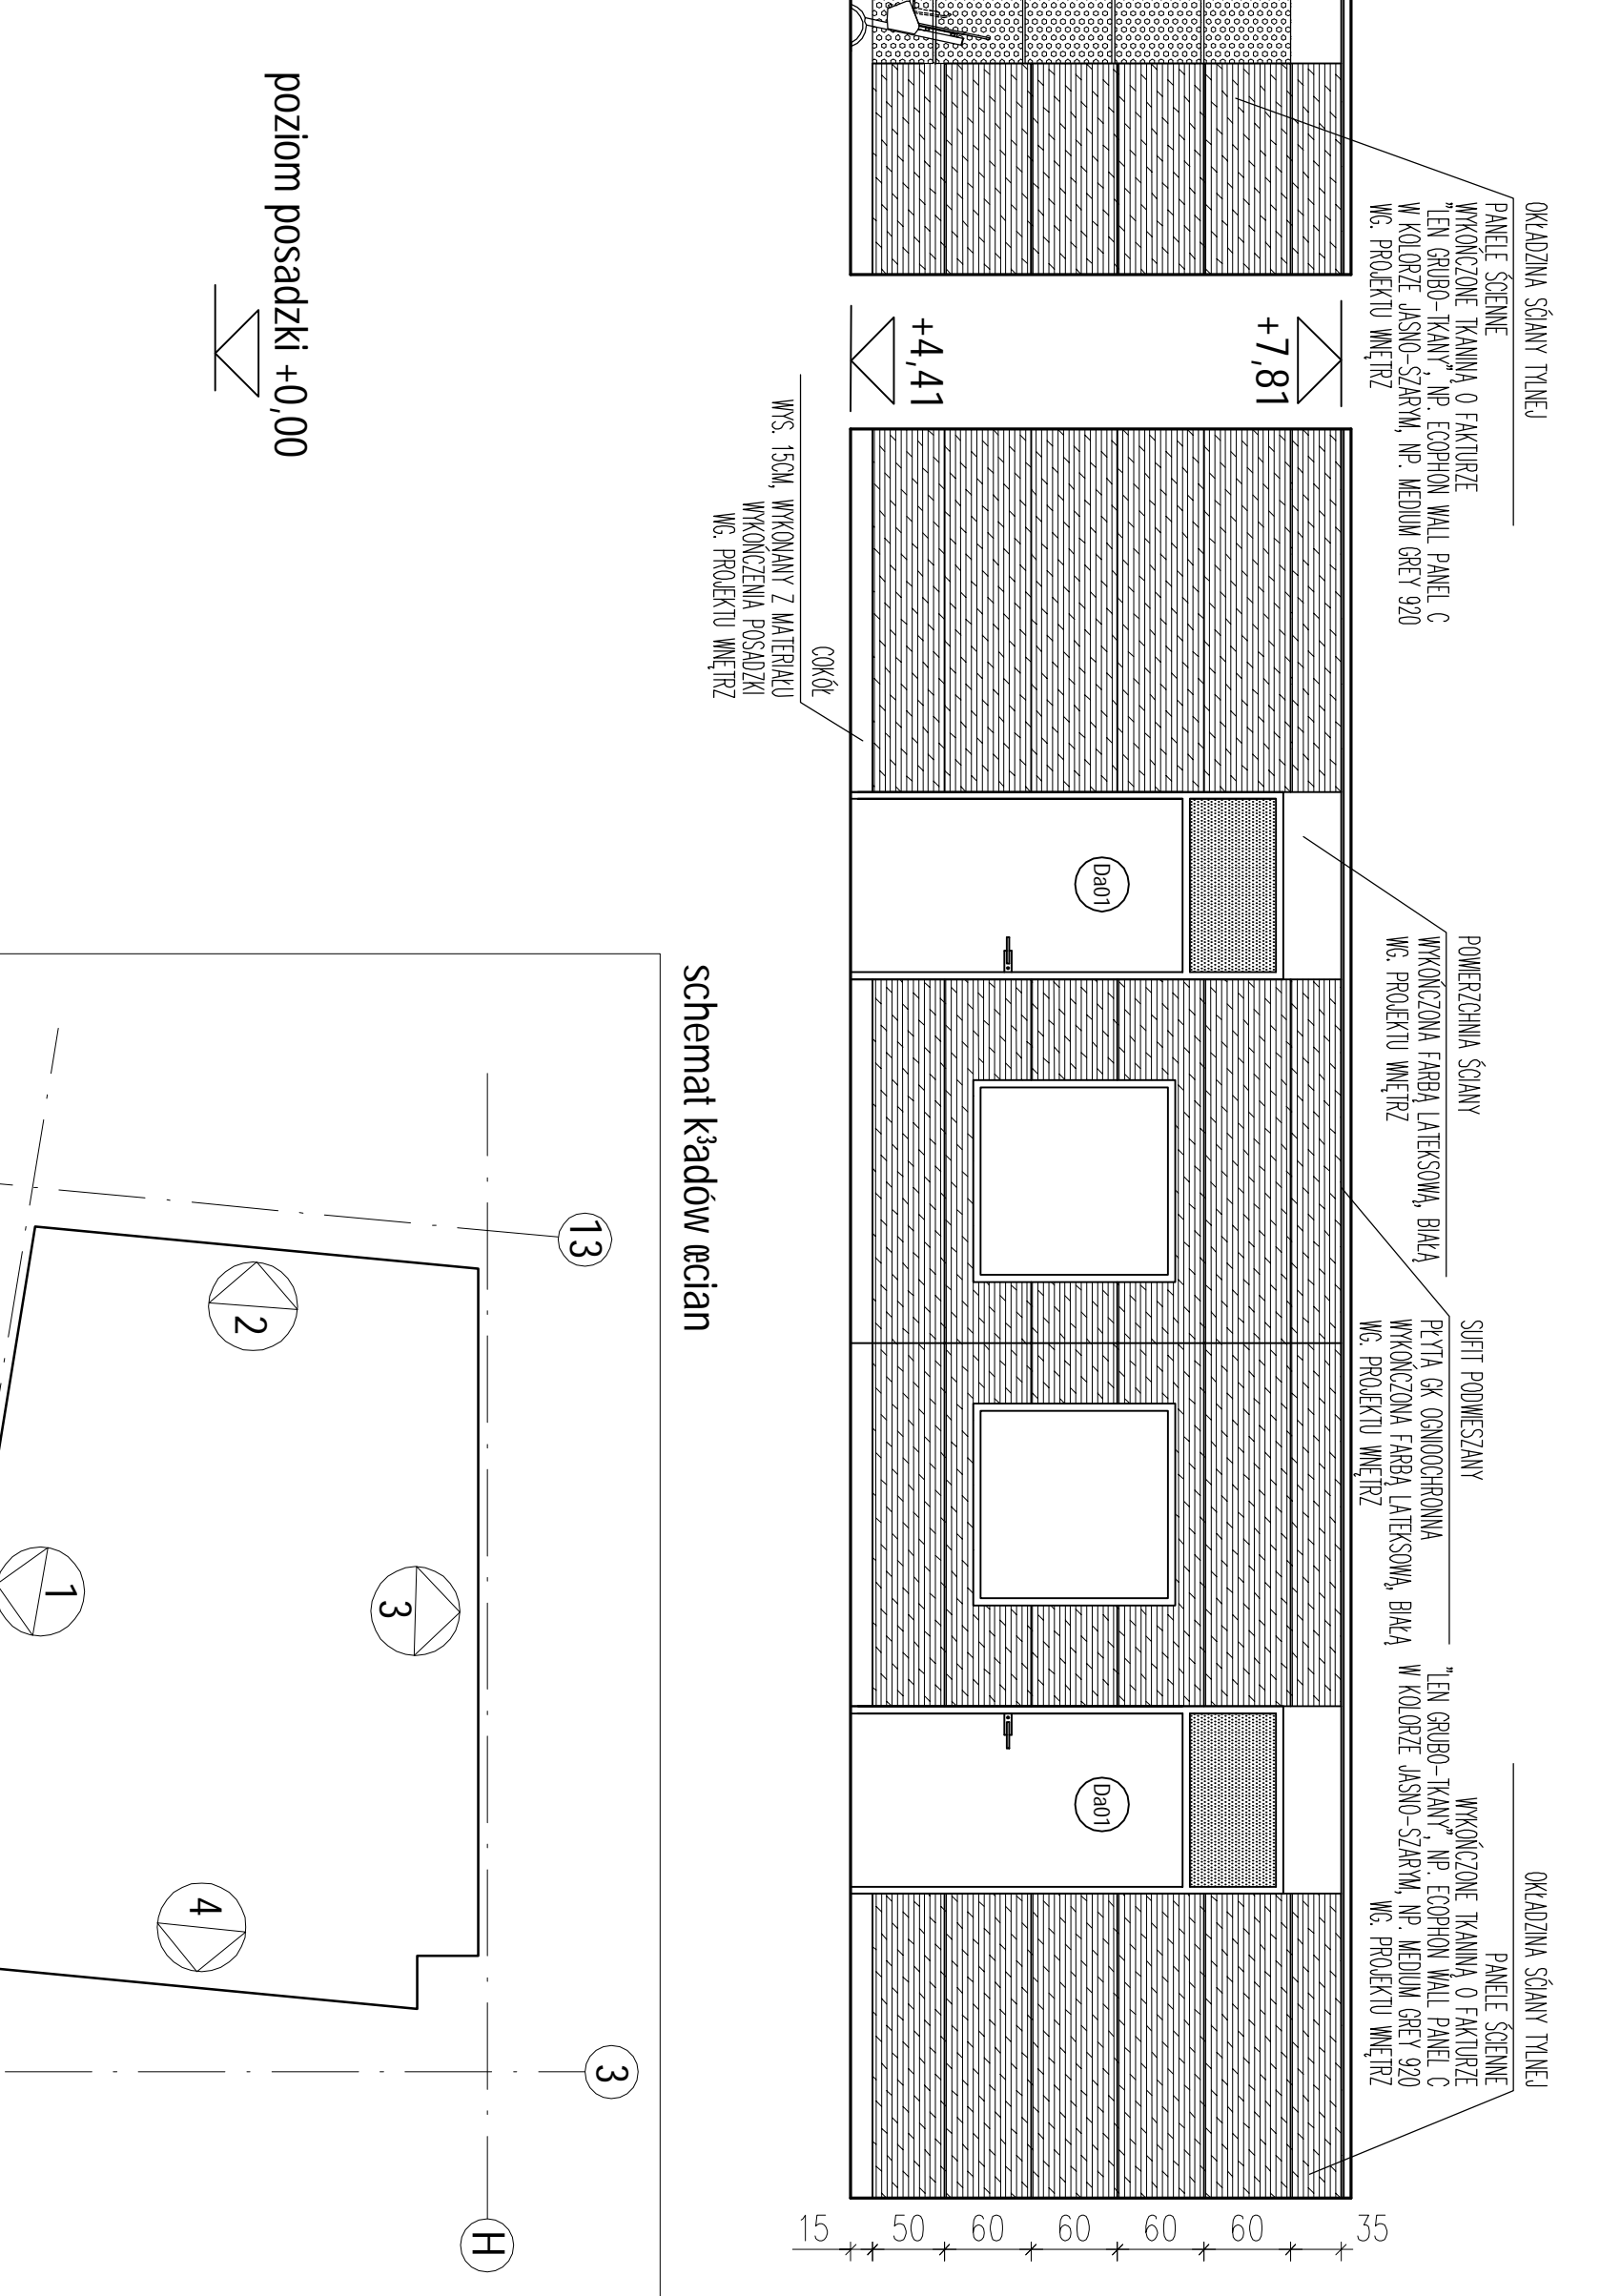 OKŁADZINA ŚCIANY TYLNEJ
PANELE ŚCIENNE
WYKOŃCZONE TKANINĄ O FAKTURZE
"LEN GRUBO-TKANY", NP. ECOPHON WALL PANEL C
W KOLORZE JASNO-SZARYM, NP. MEDIUM GREY 920
WG. PROJEKTU WNĘTRZ
POWIERZCHNIA ŚCIANY
WYKOŃCZONA FARBĄ LATEKSOWĄ, BIAŁĄ
WG. PROJEKTU WNĘTRZ
SUFIT PODWIESZANY
PŁYTA GK OGNIOOCHRONNA
WYKOŃCZONA FARBĄ LATEKSOWĄ, BIAŁĄ
WG. PROJEKTU WNĘTRZ
OKŁADZINA ŚCIANY TYLNEJ
PANELE ŚCIENNE
WYKOŃCZONE TKANINĄ O FAKTURZE
"LEN GRUBO-TKANY", NP. ECOPHON WALL PANEL C
W KOLORZE JASNO-SZARYM, NP. MEDIUM GREY 920
WG. PROJEKTU WNĘTRZ
+7,81
+4,41
Da01
Da01
35
60
60
60
60
50
15
COKÓŁ
WYS. 15CM, WYKONANY Z MATERIAŁU
WYKOŃCZENIA POSADZKI
WG. PROJEKTU WNĘTRZ
poziom posadzki +0,00
schemat k³adów œcian
13
3
H
2
3
1
4